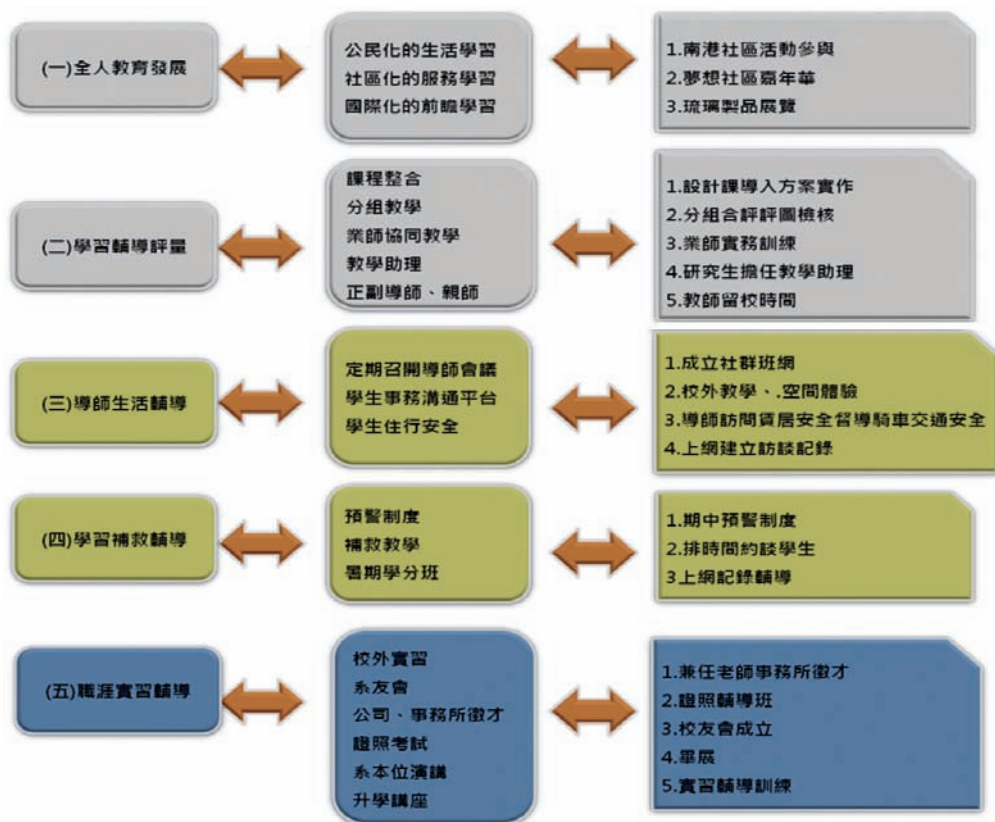 (一)全人教育發展
公民化的生活學習
社區化的服務學習
國際化的前瞻學習
1.南港社區活動參與
2.夢想社區嘉年華
3.琉璃製品展覽
(二)學習輔導評量
課程整合
分組教學
業師協同教學
教學助理
正副導師、親師
1.設計課導入方案實作
2.分組合評評圖檢核
3.業師實務訓練
4.研究生擔任教學助理
5.教師留校時間
(三)導師生活輔導
定期召開導師會議
學生事務溝通平台
學生住行安全
1.成立社群班網
2.校外教學、.空間體驗
3.導師訪問賃居安全督導騎車交通安全
4.上網建立訪談記錄
(四)學習補救輔導
預警制度
補救教學
暑期學分班
1.期中預警制度
2.排時間約談學生
3上網記錄輔導
(五)職涯實習輔導
校外實習
系友會
公司、事務所徵才
證照考試
系本位演講
升學講座
1.兼任老師事務所徵才
2.證照輔導班
3.校友會成立
4.畢展
5.實習輔導訓練